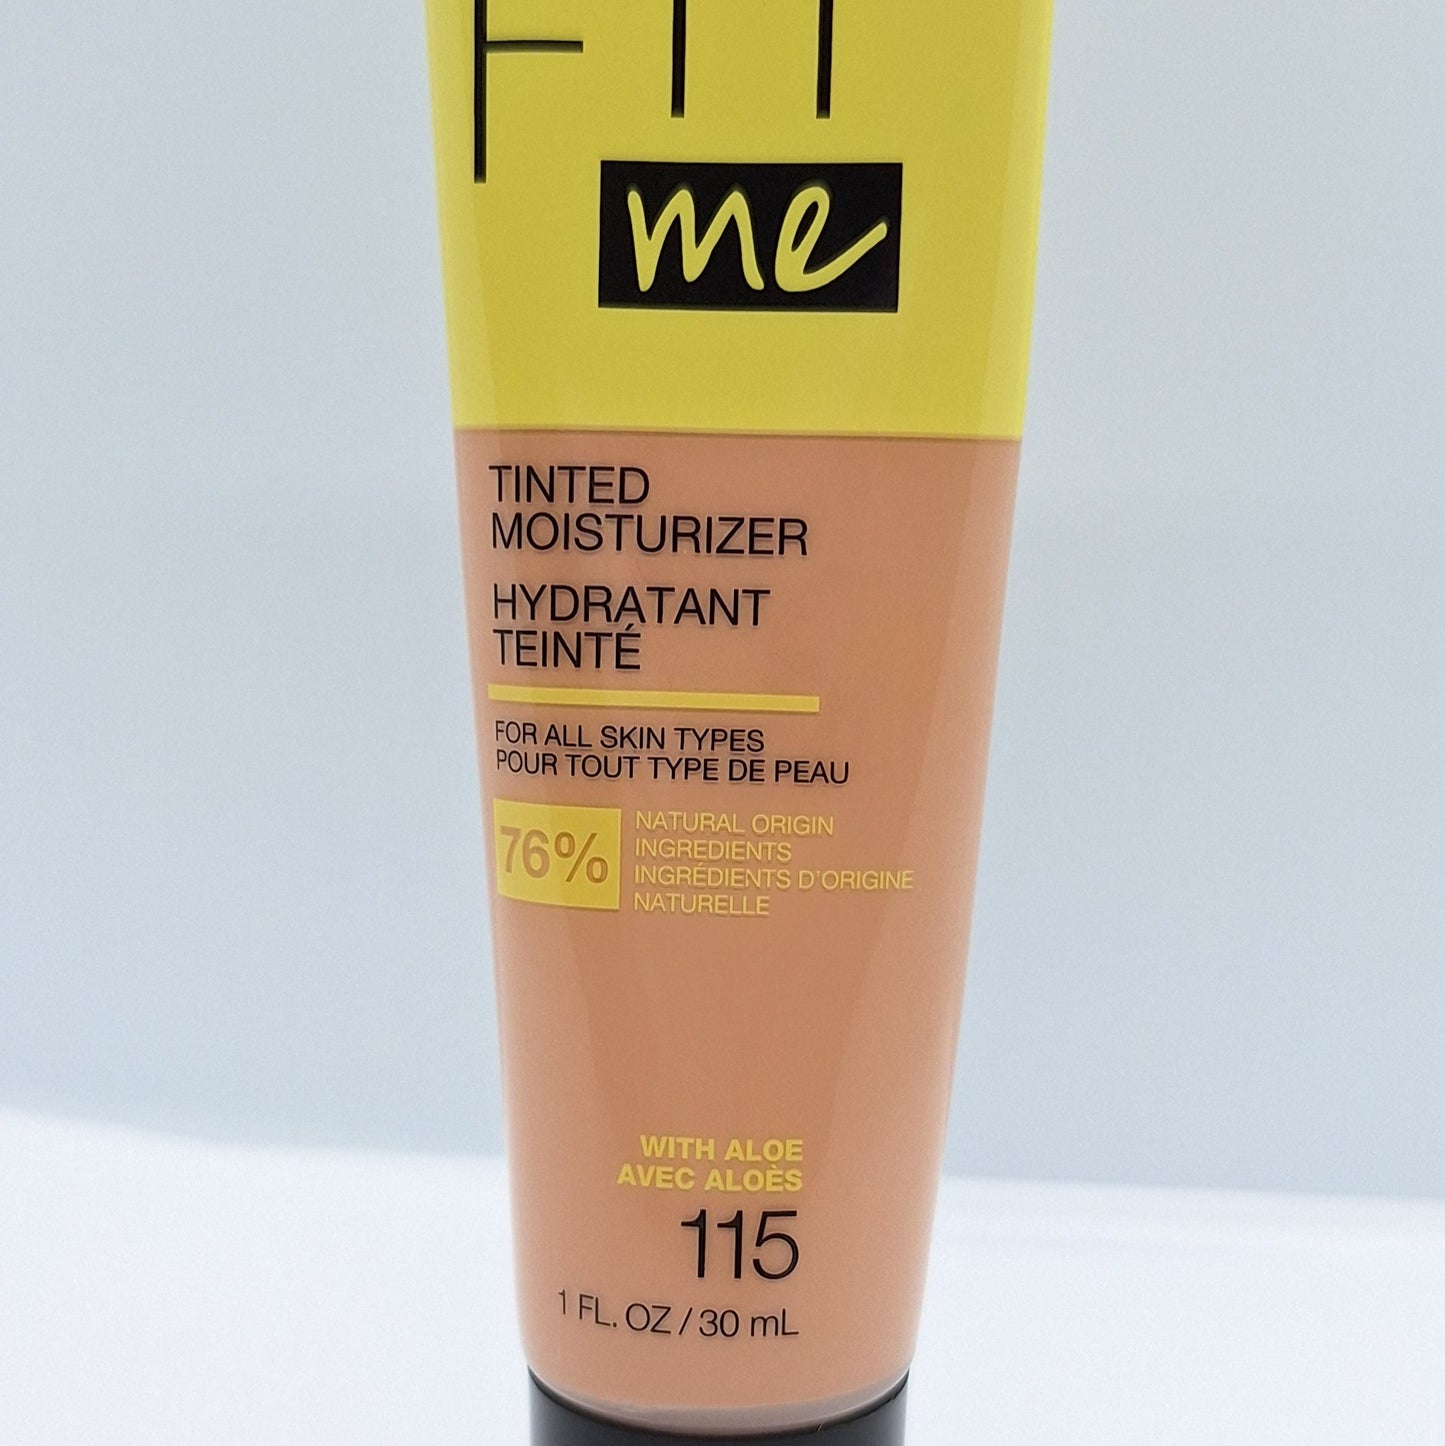 FIT
me
TINTED
MOISTURIZER
HYDRATANT
TEINTÉ
FOR ALL SKIN TYPES
POUR TOUT TYPE DE PEAU
76%
NATURAL ORIGIN
INGREDIENTS
INGRÉDIENTS D'ORIGINE
NATURELLE
WITH ALOE
AVEC ALOÈS
115
1 FL. OZ / 30 mL